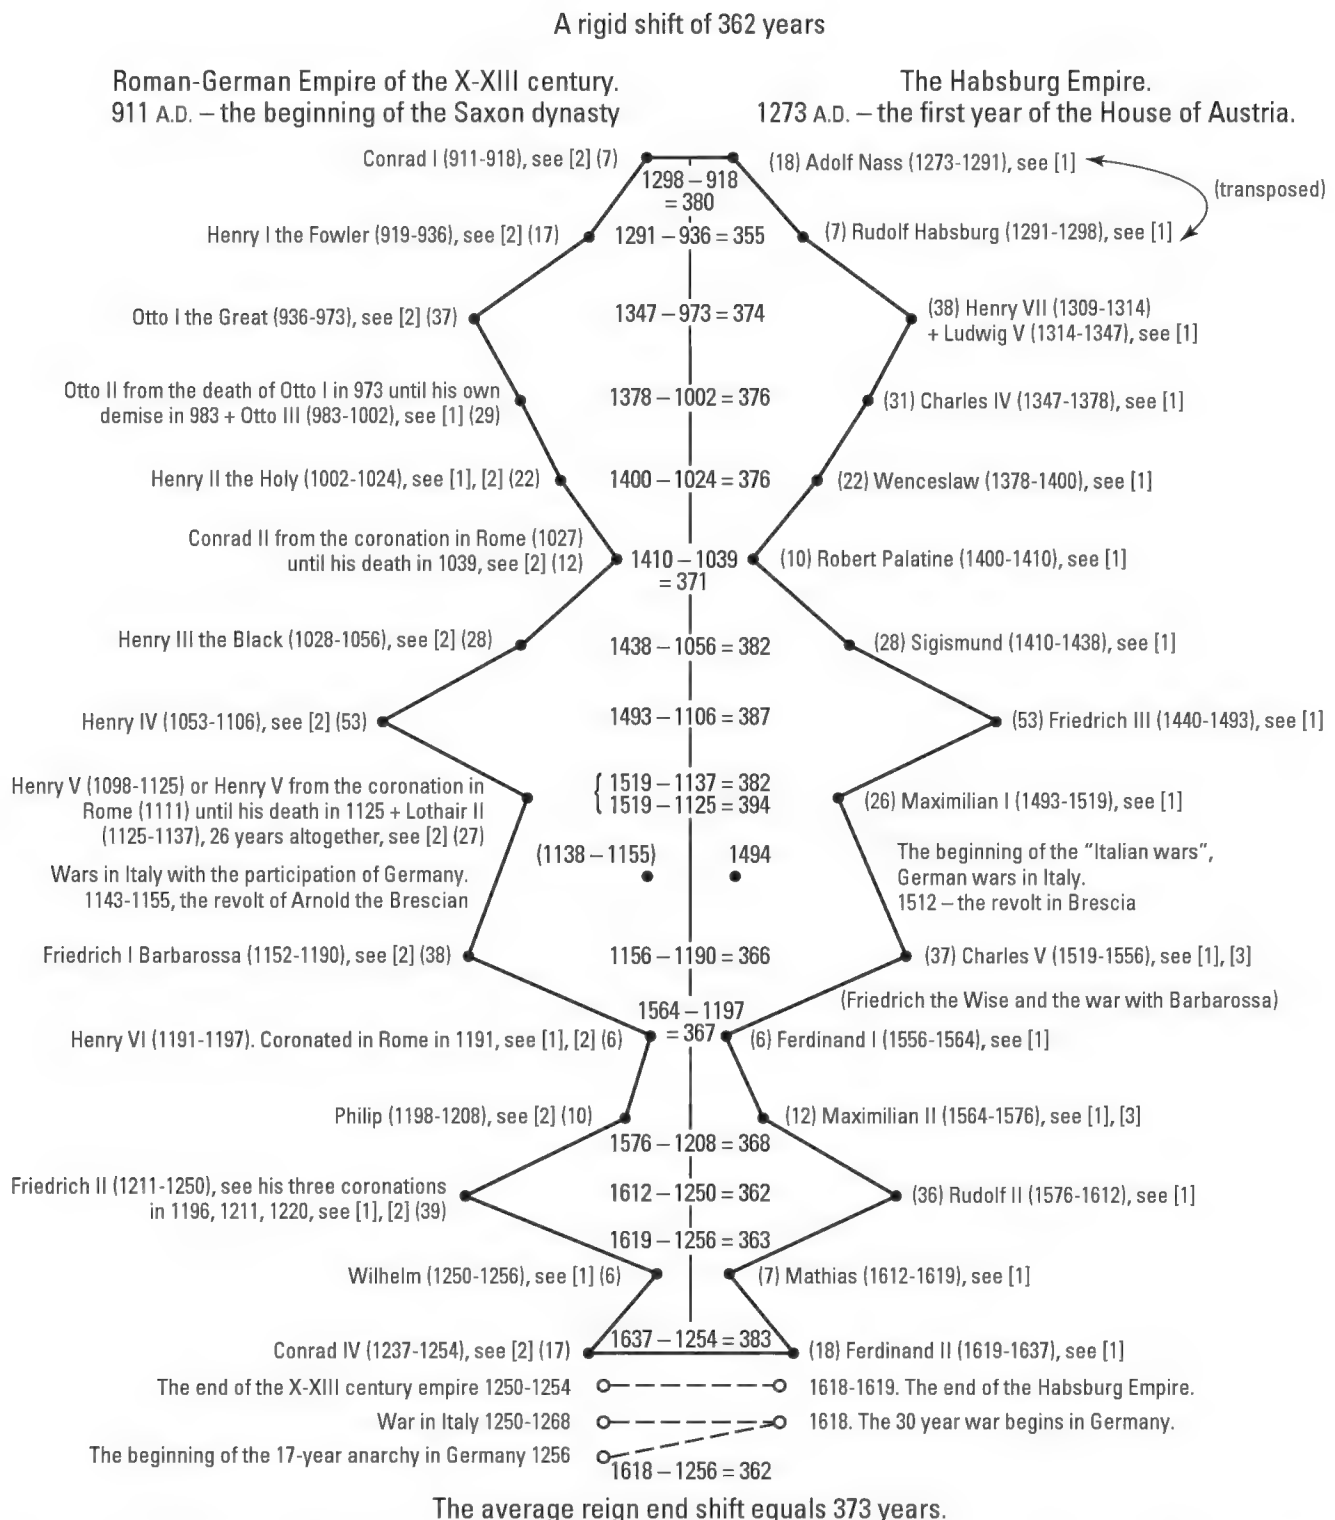 A rigid shift of 362 years
Roman-German Empire of the X-XIII century.
911 A.D. – the beginning of the Saxon dynasty
The Habsburg Empire.
1273 A.D. – the first year of the House of Austria.
Conrad I (911-918), see [2] (7)
1298 – 918
= 380
(18) Adolf Nass (1273-1291), see [1]
(transposed)
Henry I the Fowler (919-936), see [2] (17)
1291 – 936 = 355
(7) Rudolf Habsburg (1291-1298), see [1]
Otto I the Great (936-973), see [2] (37)
1347 – 973 = 374
(38) Henry VII (1309-1314)
+ Ludwig V (1314-1347), see [1]
Otto II from the death of Otto I in 973 until his own
demise in 983 + Otto III (983-1002), see [1] (29)
1378 – 1002 = 376
(31) Charles IV (1347-1378), see [1]
Henry II the Holy (1002-1024), see [1], [2] (22)
1400 – 1024 = 376
(22) Wenceslaw (1378-1400), see [1]
Conrad II from the coronation in Rome (1027)
until his death in 1039, see [2] (12)
1410 – 1039
= 371
(10) Robert Palatine (1400-1410), see [1]
Henry III the Black (1028-1056), see [2] (28)
1438 – 1056 = 382
(28) Sigismund (1410-1438), see [1]
Henry IV (1053-1106), see [2] (53)
1493 – 1106 = 387
(53) Friedrich III (1440-1493), see [1]
Henry V (1098-1125) or Henry V from the coronation in
Rome (1111) until his death in 1125 + Lothair II
(1125-1137), 26 years altogether, see [2] (27)
1519 – 1137 = 382
1519 – 1125 = 394
(26) Maximilian I (1493-1519), see [1]
Wars in Italy with the participation of Germany.
1143-1155, the revolt of Arnold the Brescian
(1138 – 1155)
1494
The beginning of the “Italian wars”,
German wars in Italy.
1512 – the revolt in Brescia
Friedrich I Barbarossa (1152-1190), see [2] (38)
1156 – 1190 = 366
(37) Charles V (1519-1556), see [1], [3]
(Friedrich the Wise and the war with Barbarossa)
Henry VI (1191-1197). Coronated in Rome in 1191, see [1], [2] (6)
1564 – 1197
= 367
(6) Ferdinand I (1556-1564), see [1]
Philip (1198-1208), see [2] (10)
1576 – 1208 = 368
(12) Maximilian II (1564-1576), see [1], [3]
Friedrich II (1211-1250), see his three coronations
in 1196, 1211, 1220, see [1], [2] (39)
1612 – 1250 = 362
(36) Rudolf II (1576-1612), see [1]
1619 – 1256 = 363
Wilhelm (1250-1256), see [1] (6)
(7) Mathias (1612-1619), see [1]
Conrad IV (1237-1254), see [2] (17)
1637 – 1254 = 383
(18) Ferdinand II (1619-1637), see [1]
The end of the X-XIII century empire 1250-1254
1618-1619. The end of the Habsburg Empire.
War in Italy 1250-1268
1618. The 30 year war begins in Germany.
The beginning of the 17-year anarchy in Germany 1256
1618 – 1256 = 362
The average reign end shift equals 373 years.